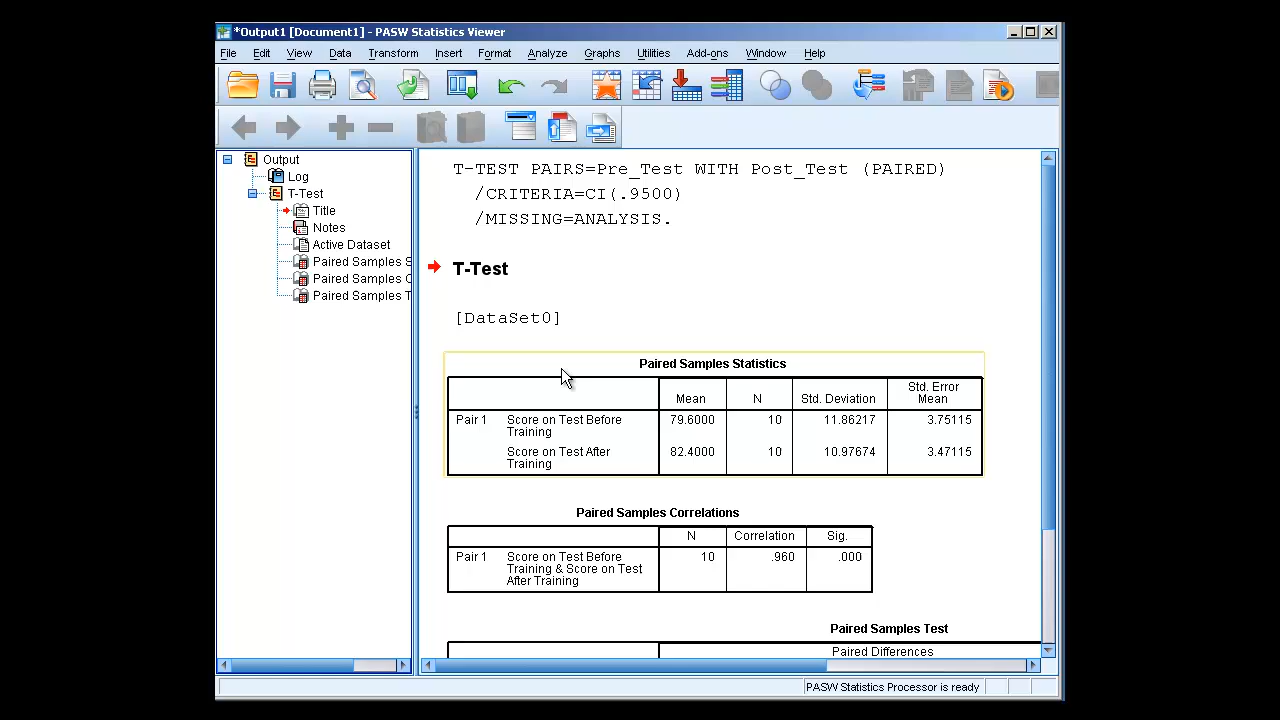 *Output1 [Document1] - PASW Statistics Viewer
File Edit View Data Transform Insert Format Analyze Graphs Utilities Add-ons Window Help
Output
Log
T-Test
Title
Notes
Active Dataset
Paired Samples S
Paired Samples C
Paired Samples T
T-TEST PAIRS=Pre_Test WITH Post_Test (PAIRED)
/CRITERIA=CI(.9500)
/MISSING=ANALYSIS.
T-Test
[DataSet0]
Paired Samples Statistics
Mean N Std. Deviation Std. Error Mean
Pair 1 Score on Test Before Training 79.6000 10 11.86217 3.75115
Score on Test After Training 82.4000 10 10.97674 3.47115
Paired Samples Correlations
N Correlation Sig.
Pair 1 Score on Test Before Training & Score on Test After Training 10 .960 .000
Paired Samples Test
Paired Differences
PASW Statistics Processor is ready